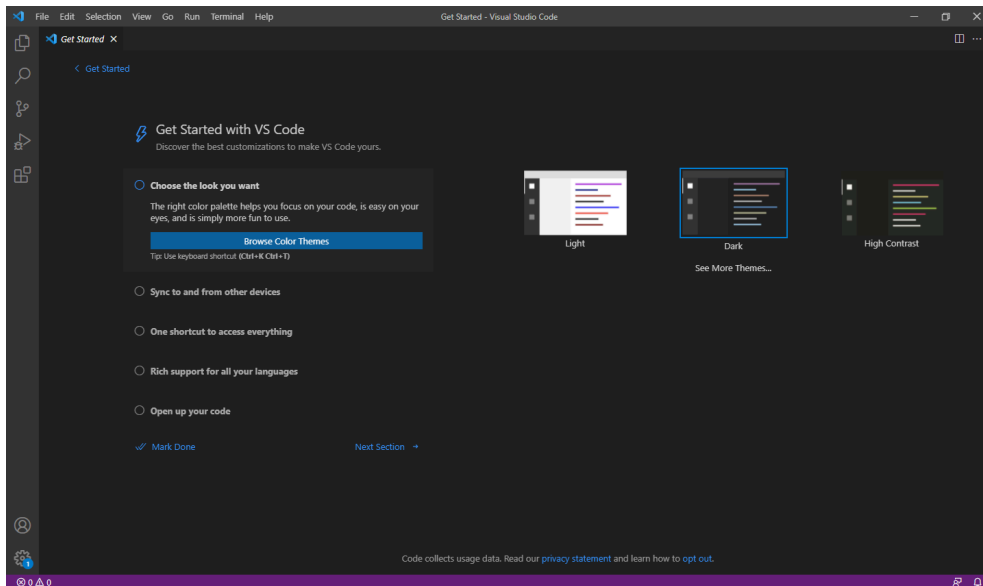 File Edit Selection View Go Run Terminal Help
Get Started - Visual Studio Code
Get Started
Get Started
Get Started with VS Code
Discover the best customizations to make VS Code yours.
Choose the look you want
The right color palette helps you focus on your code, is easy on your
eyes, and is simply more fun to use.
Browse Color Themes
Tip: Use keyboard shortcut (Ctrl+K Ctrl+T)
Sync to and from other devices
One shortcut to access everything
Rich support for all your languages
Open up your code
Mark Done
Next Section
Light
Dark
High Contrast
See More Themes...
Code collects usage data. Read our privacy statement and learn how to opt out.
1
0 0